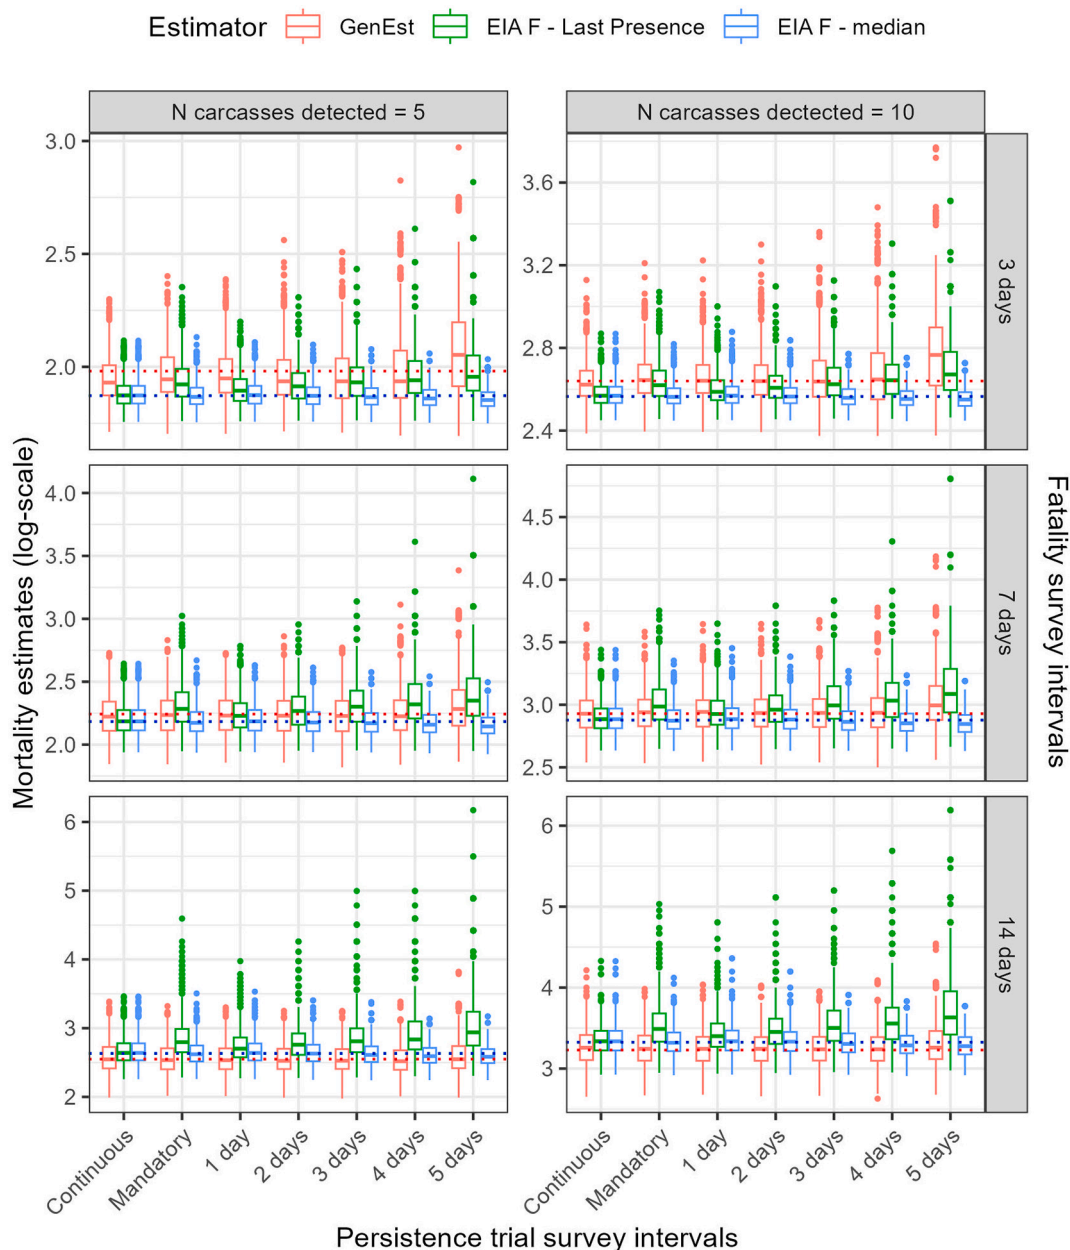 Estimator GenEst EIA F - Last Presence EIA F - median
N carcasses detected = 5
N carcasses dectected = 10
3.0
2.5
2.0
3.6
3.2
2.8
2.4
3 days
4.0
3.5
3.0
2.5
2.0
4.5
4.0
3.5
3.0
2.5
7 days
6
5
4
3
2
6
5
4
3
14 days
Mortality estimates (log-scale)
Fatality survey intervals
Continuous
Mandatory
1 day
2 days
3 days
4 days
5 days
Continuous
Mandatory
1 day
2 days
3 days
4 days
5 days
Persistence trial survey intervals